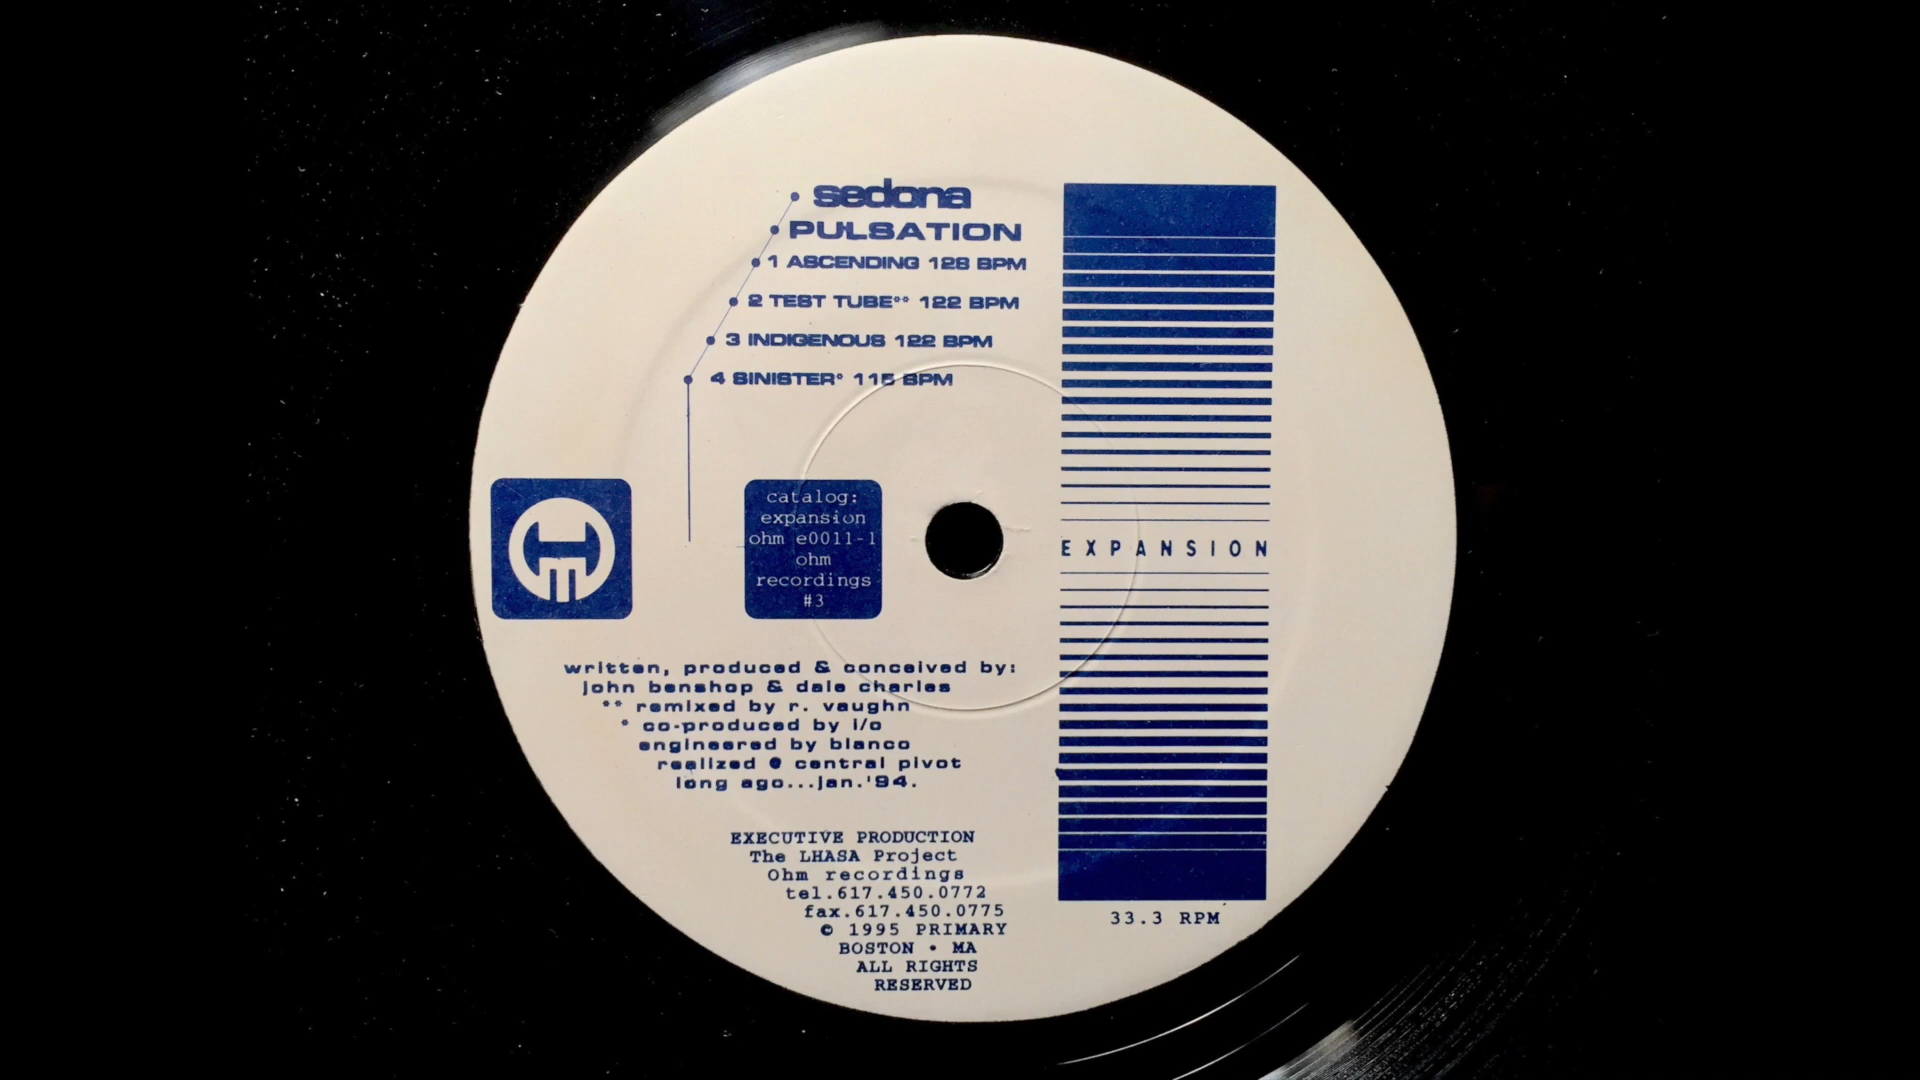 sedona
PULSATION
1 ASCENDING 128 BPM
2 TEST TUBE** 122 BPM
3 INDIGENOUS 122 BPM
4 SINISTER* 115 BPM
catalog:
expansion
ohm e0011-1
ohm
recordings
#3
EXPANSION
written, produced & conceived by:
john benshop & dale charles
** remixed by r. vaughn
* co-produced by i/o
engineered by blanco
realized @ central pivot
long ago...jan.'94.
EXECUTIVE PRODUCTION
The LHASA Project
Ohm recordings
tel.617.450.0772
fax.617.450.0775
© 1995 PRIMARY
BOSTON • MA
ALL RIGHTS
RESERVED
33.3 RPM